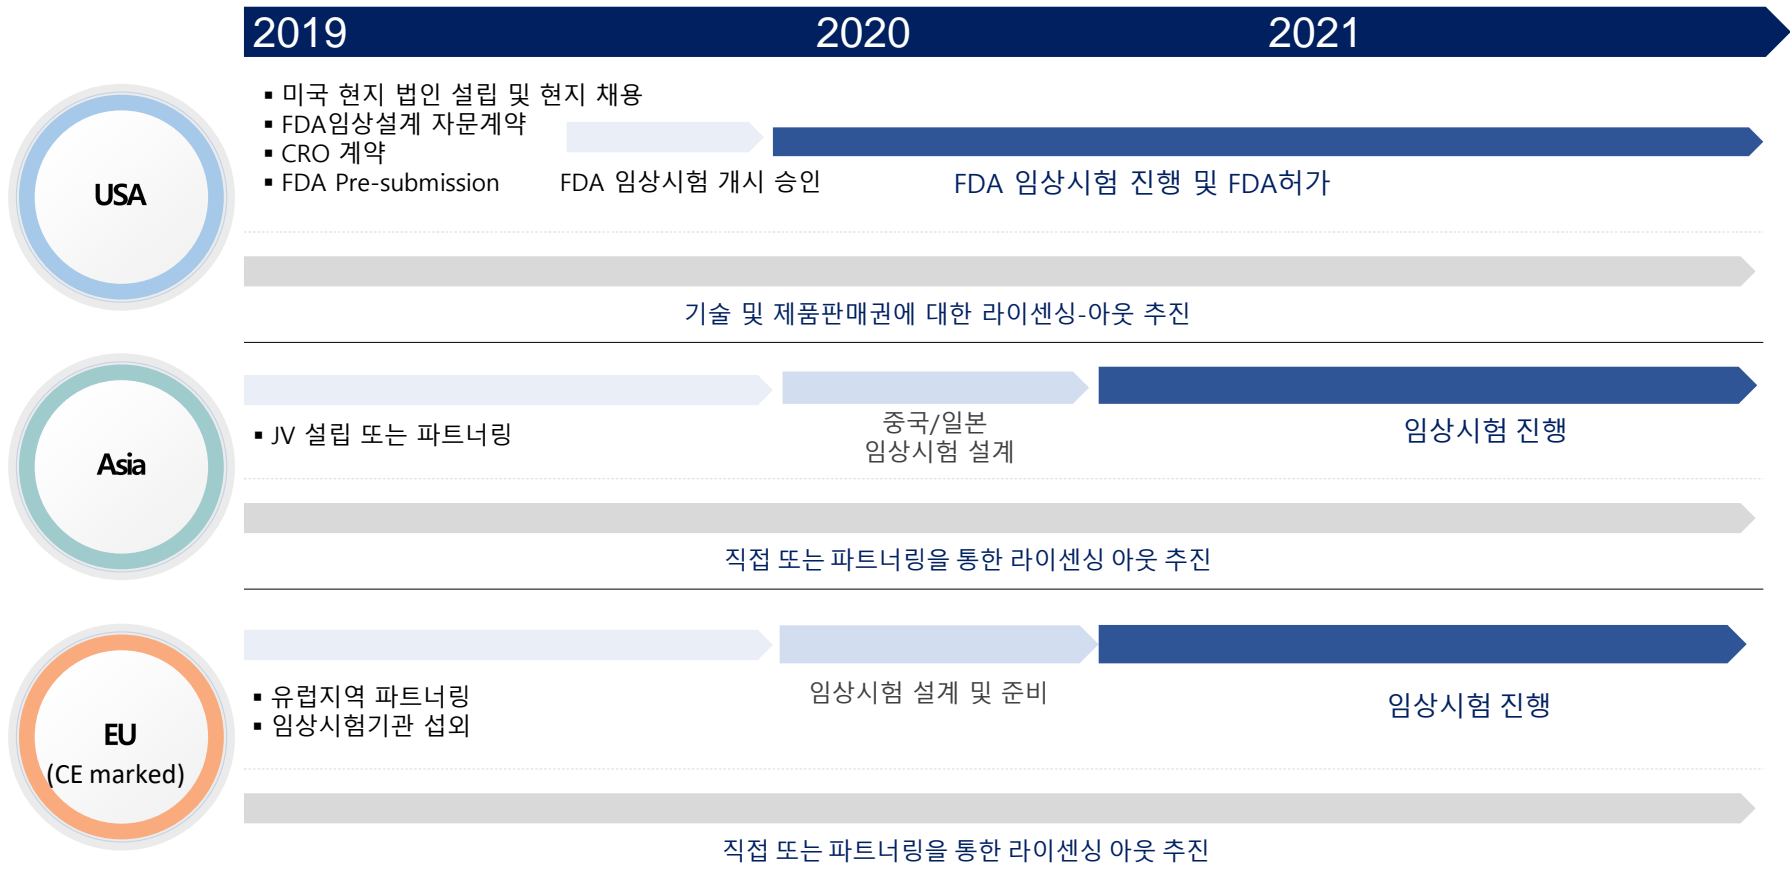 2019 2020 2021
▪ 미국 현지 법인 설립 및 현지 채용
▪ FDA임상설계 자문계약
▪ CRO 계약
▪ FDA Pre-submission
FDA 임상시험 개시 승인
FDA 임상시험 진행 및 FDA허가
USA
기술 및 제품판매권에 대한 라이센싱-아웃 추진
▪ JV 설립 또는 파트너링
중국/일본
임상시험 설계
임상시험 진행
Asia
직접 또는 파트너링을 통한 라이센싱 아웃 추진
▪ 유럽지역 파트너링
▪ 임상시험기관 섭외
임상시험 설계 및 준비
임상시험 진행
EU
(CE marked)
직접 또는 파트너링을 통한 라이센싱 아웃 추진